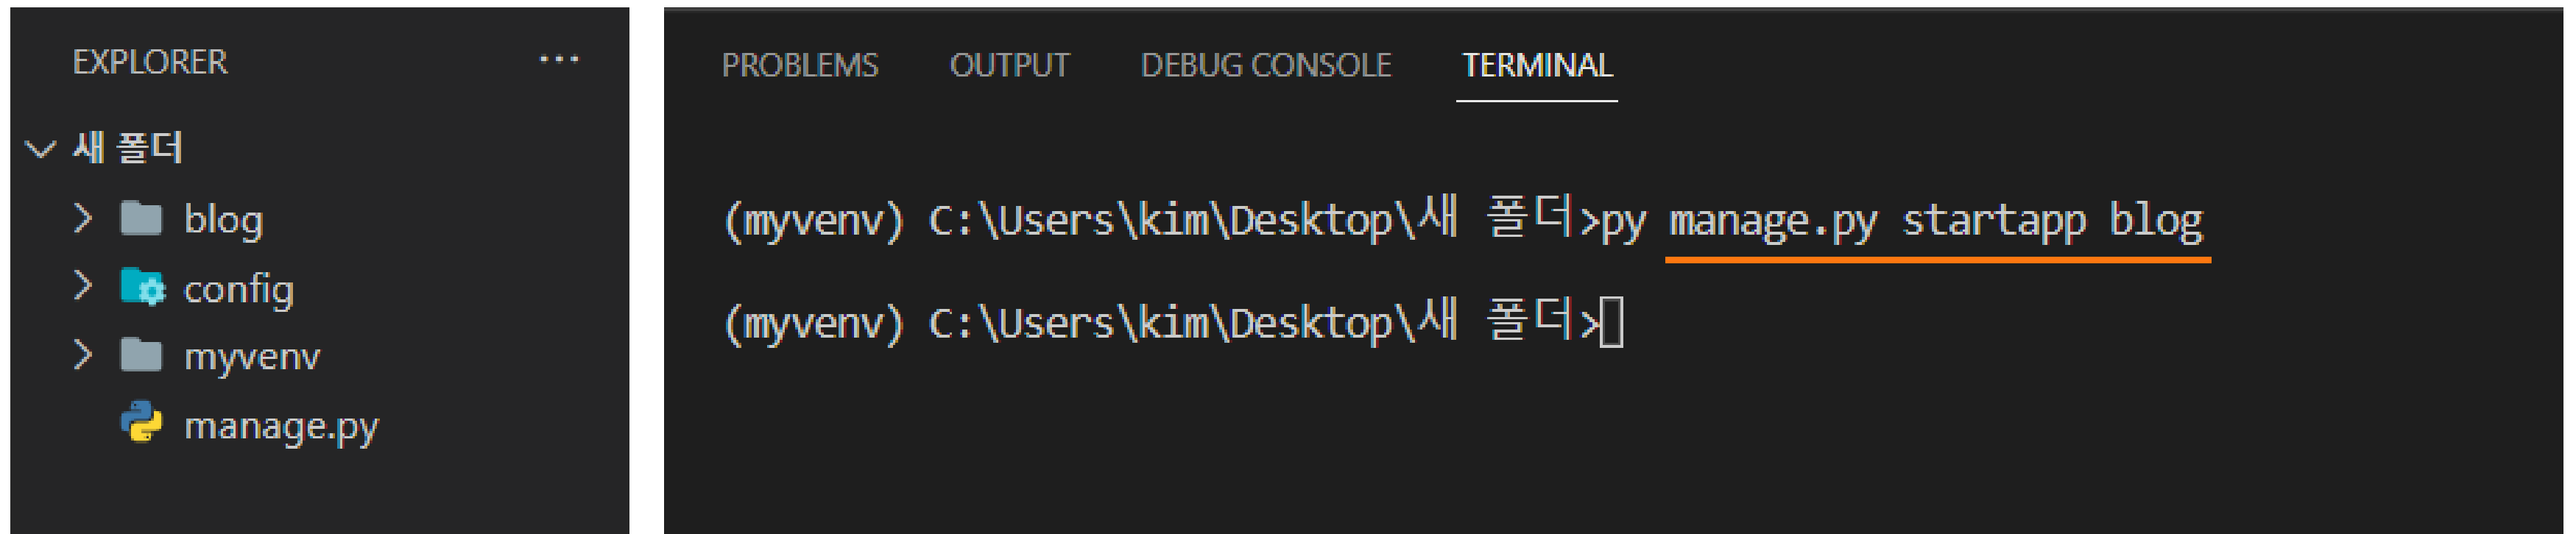 EXPLORER ...
새 폴더
blog
config
myvenv
manage.py
PROBLEMS OUTPUT DEBUG CONSOLE TERMINAL
(myvenv) C:\Users\kim\Desktop\새 폴더>py manage.py startapp blog
(myvenv) C:\Users\kim\Desktop\새 폴더>